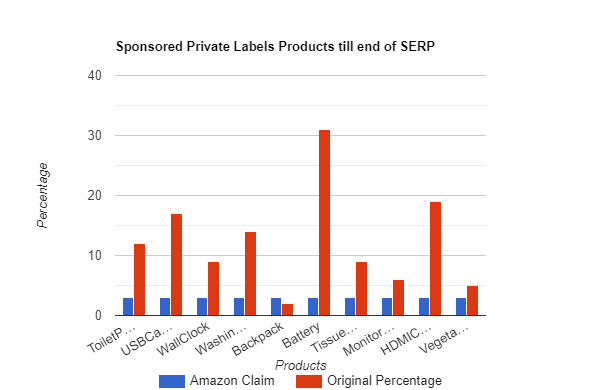 Sponsored Private Labels Products till end of SERP
40
30
20
10
0
Percentage
ToiletP…
USBCa…
WallClock
Washin…
Backpack
Battery
Tissue…
Monitor…
HDMIC…
Vegeta…
Products
Amazon Claim
Original Percentage